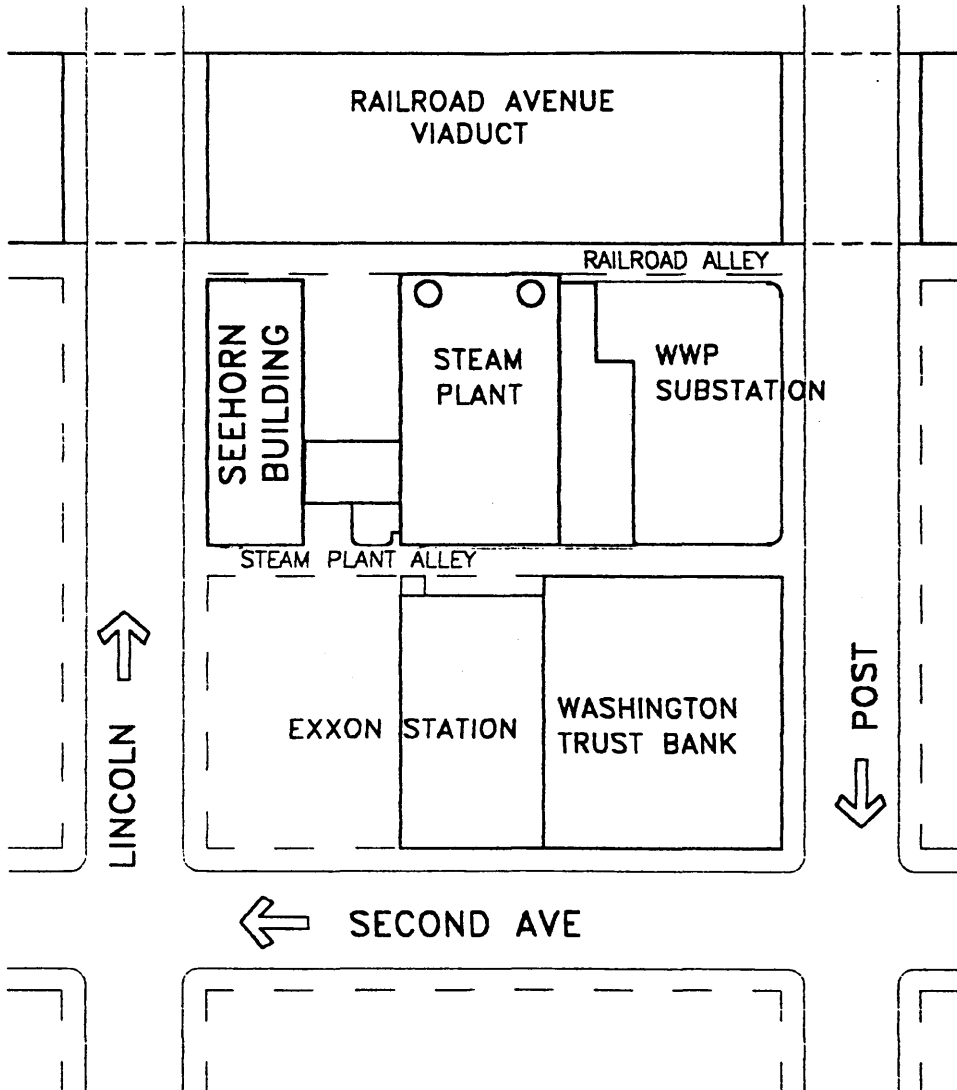 RAILROAD AVENUE
VIADUCT
RAILROAD ALLEY
SEEHORN
BUILDING
STEAM
PLANT
WWP
SUBSTATION
STEAM PLANT ALLEY
EXXON STATION
WASHINGTON
TRUST BANK
LINCOLN
POST
SECOND AVE